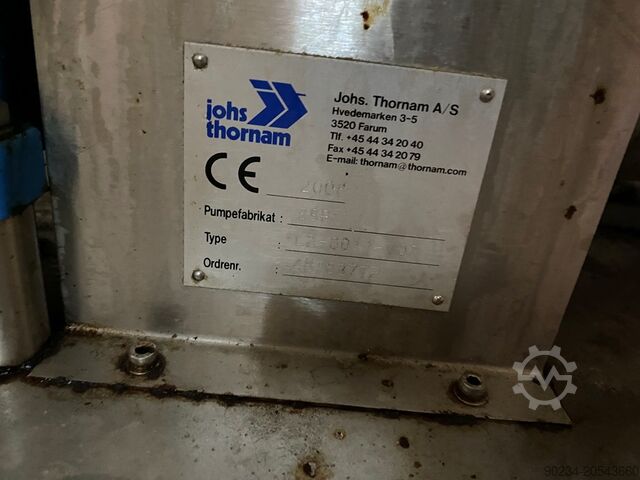 johs
thornam
Johs. Thornam A/S
Hvedemarken 3-5
3520 Farum
Tlf. +45 44 34 20 40
Fax +45 44 34 20 79
E-mail: thornam@thornam.com
CE
Pumpefabrikat :
Type :
Ordrenr. :
90234-20543660